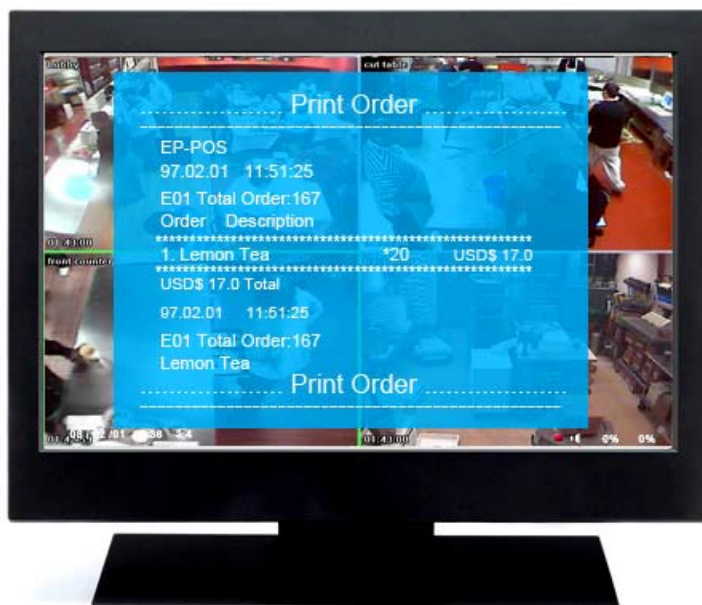 Lobby
cut table
Print Order
EP-POS
97.02.01 11:51:25
E01 Total Order:167
Order Description
****************************************************
1. Lemon Tea *20 USD$ 17.0
****************************************************
USD$ 17.0 Total
97.02.01 11:51:25
E01 Total Order:167
Lemon Tea
Print Order
01:43:00
front counter
01:43:00
0% 0%